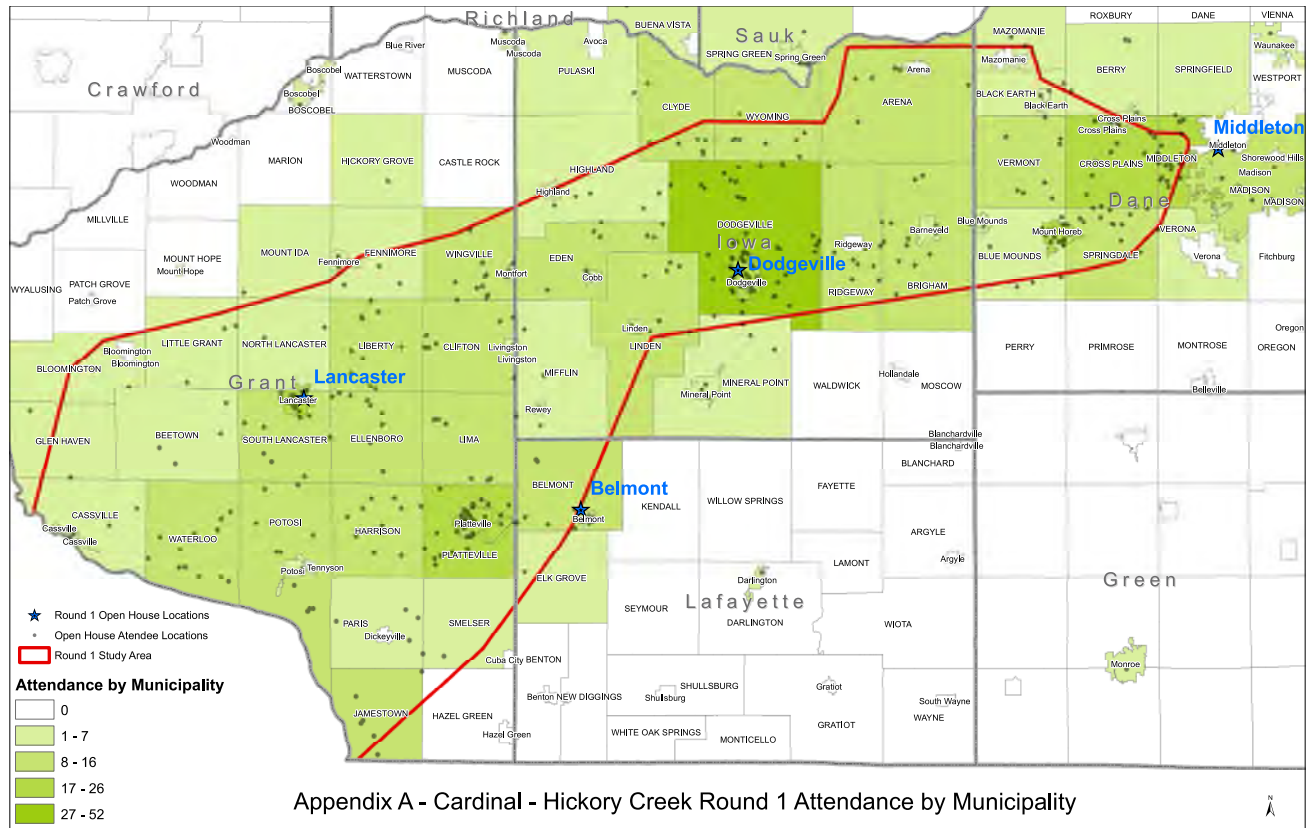 Richland
ROXBURY
DANE
VIENNA
BUENA VISTA
Sauk
MAZOMANIE
Waunakee
Blue River
Muscoda
Muscoda
Avoca
SPRING GREEN
Spring Green
Mazomanie
BERRY
SPRINGFIELD
WESTPORT
Boscobel
WATTERSTOWN
MUSCODA
PULASKI
Arena
Crawford
Boscobel
BOSCOBEL
CLYDE
WYOMING
ARENA
BLACK EARTH
Black Earth
Cross Plains
Cross Plains
Middleton
Middleton
Woodman
MARION
HICKORY GROVE
CASTLE ROCK
HIGHLAND
VERMONT
CROSS PLAINS
MIDDLETON
Shorewood Hills
Madison
WOODMAN
Highland
MADISON
MADISON
Dane
MILLVILLE
DODGEVILLE
Iowa
Blue Mounds
Mount Horeb
VERONA
MOUNT HOPE
Mount Hope
MOUNT IDA
FENNIMORE
Fennimore
WINGVILLE
Montfort
EDEN
Cobb
Ridgeway
Barneveld
BLUE MOUNDS
SPRINGDALE
Verona
Fitchburg
Dodgeville
Dodgeville
WYALUSING
PATCH GROVE
Patch Grove
RIDGEWAY
BRIGHAM
Linden
Oregon
BLOOMINGTON
Bloomington
Bloomington
LITTLE GRANT
NORTH LANCASTER
LIBERTY
CLIFTON
Livingston
Livingston
LINDEN
PERRY
PRIMROSE
MONTROSE
OREGON
MIFFLIN
Hollandale
Grant
Lancaster
Lancaster
MINERAL POINT
Mineral Point
WALDWICK
MOSCOW
Belleville
Rewey
GLEN HAVEN
BEETOWN
SOUTH LANCASTER
ELLENBORO
LIMA
Blanchardville
Blanchardville
BLANCHARD
BELMONT
Belmont
Belmont
KENDALL
WILLOW SPRINGS
FAYETTE
CASSVILLE
Cassville
Cassville
WATERLOO
POTOSI
HARRISON
Platteville
PLATTEVILLE
ARGYLE
Argyle
Potosi
Tennyson
LAMONT
ELK GROVE
Darlington
Green
Lafayette
SEYMOUR
DARLINGTON
WIOTA
PARIS
Dickeyville
SMELSER
Cuba City
BENTON
Monroe
Benton
NEW DIGGINGS
SHULLSBURG
Shullsburg
Gratiot
South Wayne
WAYNE
JAMESTOWN
HAZEL GREEN
Hazel Green
WHITE OAK SPRINGS
MONTICELLO
GRATIOT
Round 1 Open House Locations
Open House Atendee Locations
Round 1 Study Area
Attendance by Municipality
0
1 - 7
8 - 16
17 - 26
27 - 52
Appendix A - Cardinal - Hickory Creek Round 1 Attendance by Municipality
N